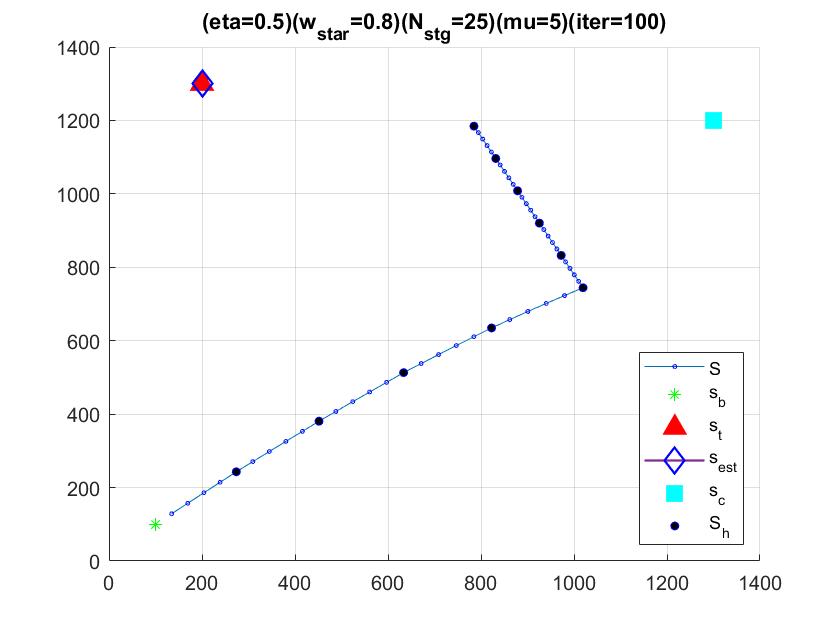 (eta=0.5)(w_star=0.8)(N_stg=25)(mu=5)(iter=100)
1400
1200
1000
800
600
400
200
0
0 200 400 600 800 1000 1200 1400
S
s_b
s_t
s_est
s_c
S_h